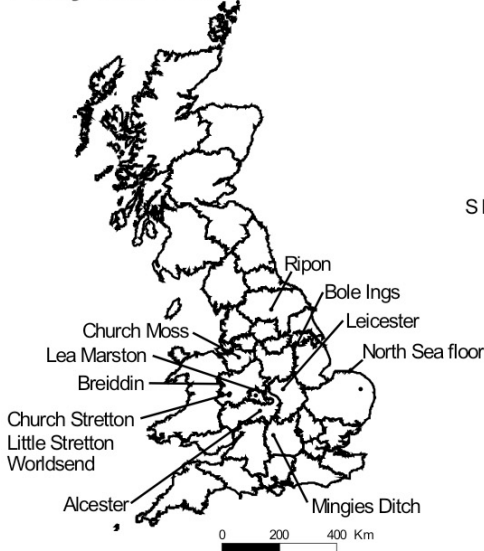 S
Ripon
Bole Ings
Leicester
North Sea floor
Church Moss
Lea Marston
Breiddin
Church Stretton
Little Stretton
Worldsend
Alcester
Mingies Ditch
0 200 400 Km